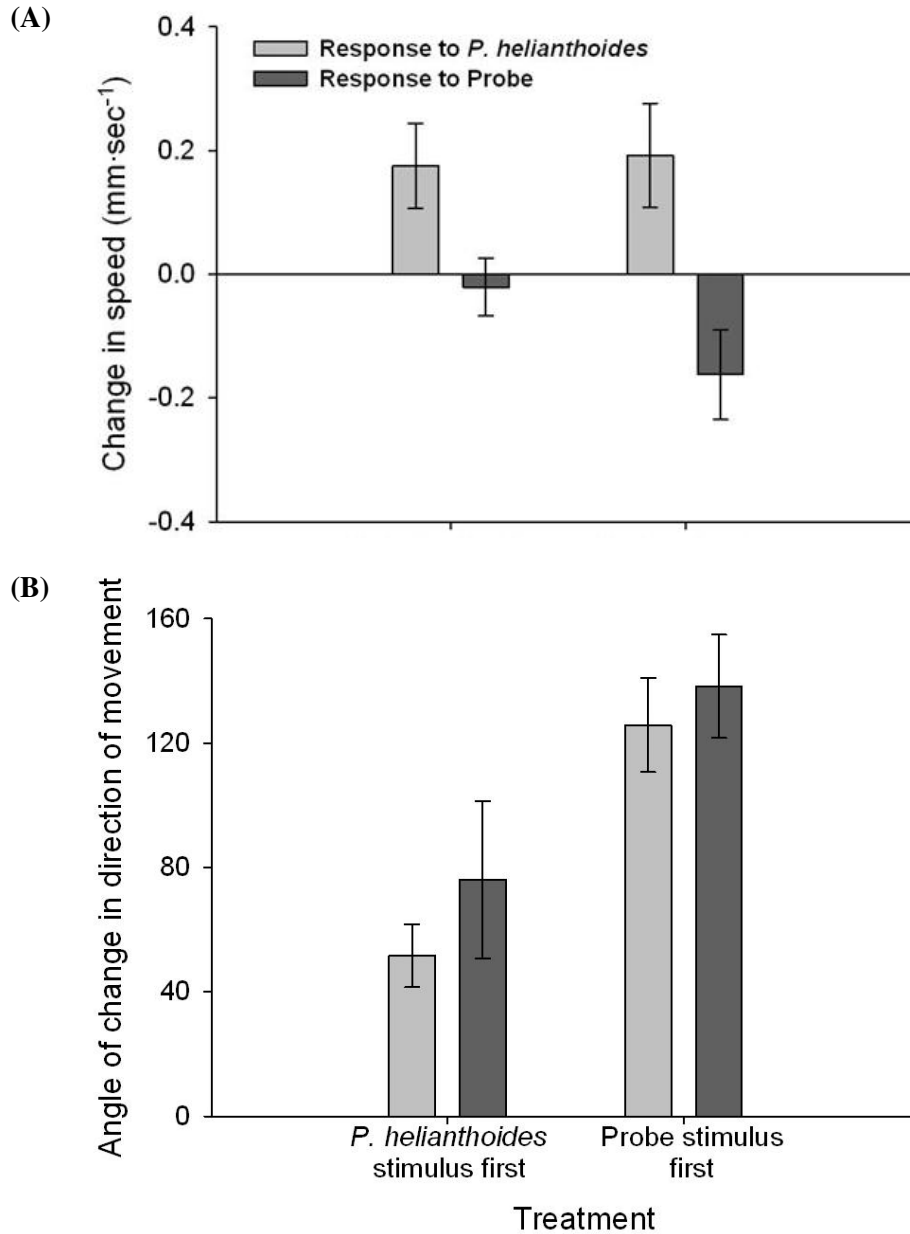 (A)
0.4
0.2
0.0
-0.2
-0.4
Change in speed (mm·sec⁻¹)
Response to P. helianthoides
Response to Probe
(B)
160
120
80
40
0
Angle of change in direction of movement
P. helianthoides
stimulus first
Probe stimulus
first
Treatment